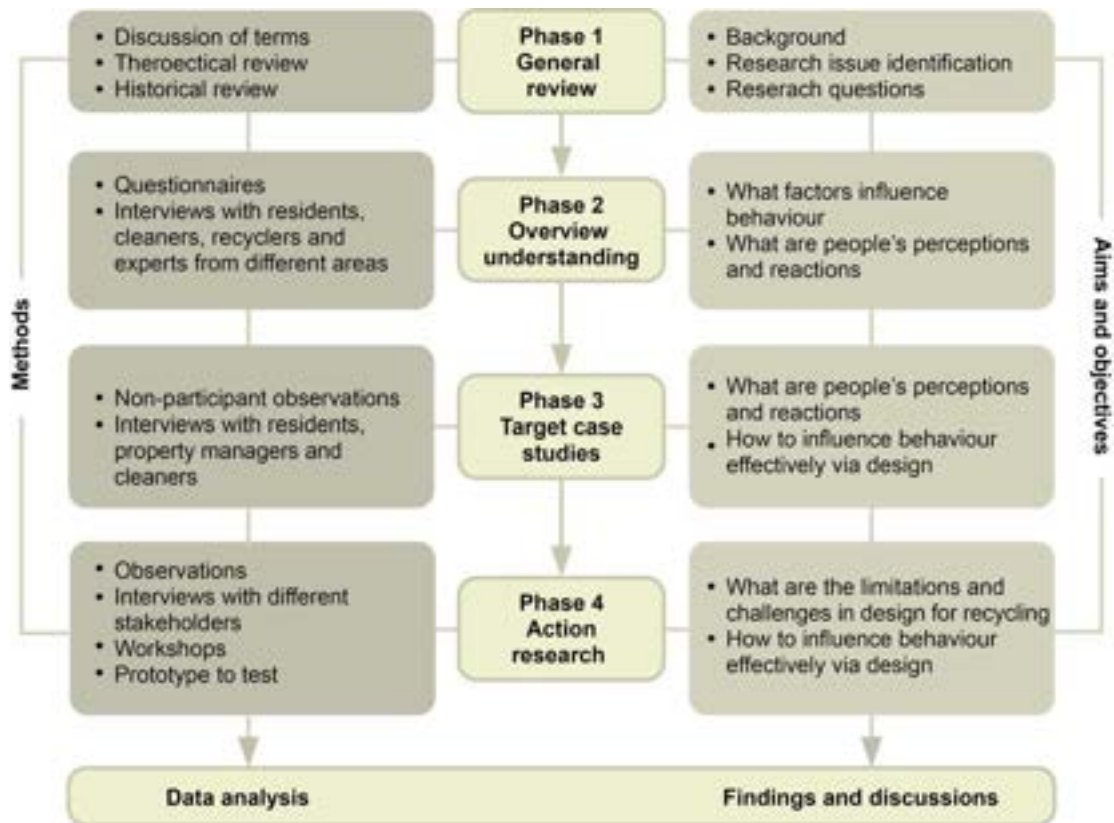 • Discussion of terms
• Theroectical review
• Historical review
Phase 1
General
review
• Background
• Research issue identification
• Reserach questions
• Questionnaires
• Interviews with residents,
cleaners, recyclers and
experts from different areas
Phase 2
Overview
understanding
• What factors influence
behaviour
• What are people's perceptions
and reactions
Methods
Aims and objectives
• Non-participant observations
• Interviews with residents,
property managers and
cleaners
Phase 3
Target case
studies
• What are people's perceptions
and reactions
• How to influence behaviour
effectively via design
• Observations
• Interviews with different
stakeholders
• Workshops
• Prototype to test
Phase 4
Action
research
• What are the limitations and
challenges in design for recycling
• How to influence behaviour
effectively via design
Data analysis
Findings and discussions